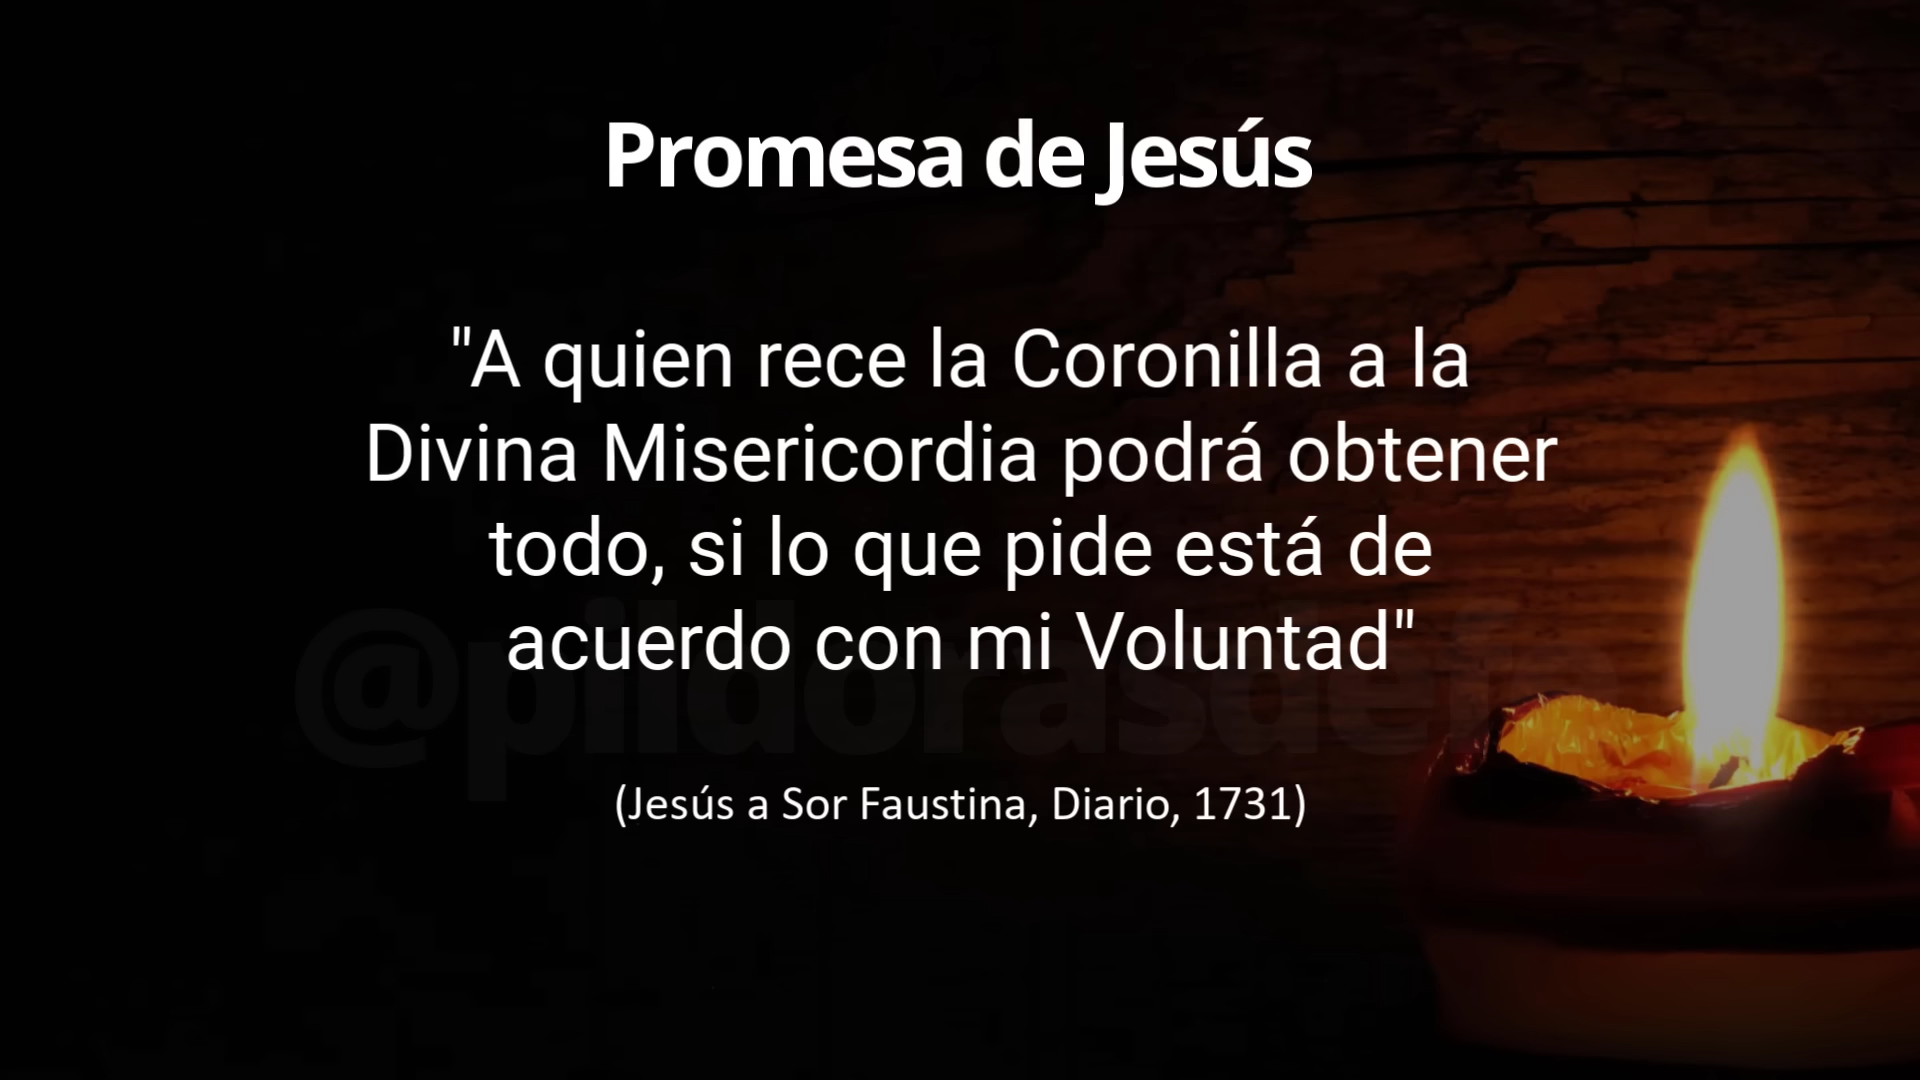 Promesa de Jesús
"A quien rece la Coronilla a la
Divina Misericordia podrá obtener
todo, si lo que pide está de
acuerdo con mi Voluntad"
@pildorasdefe
(Jesús a Sor Faustina, Diario, 1731)